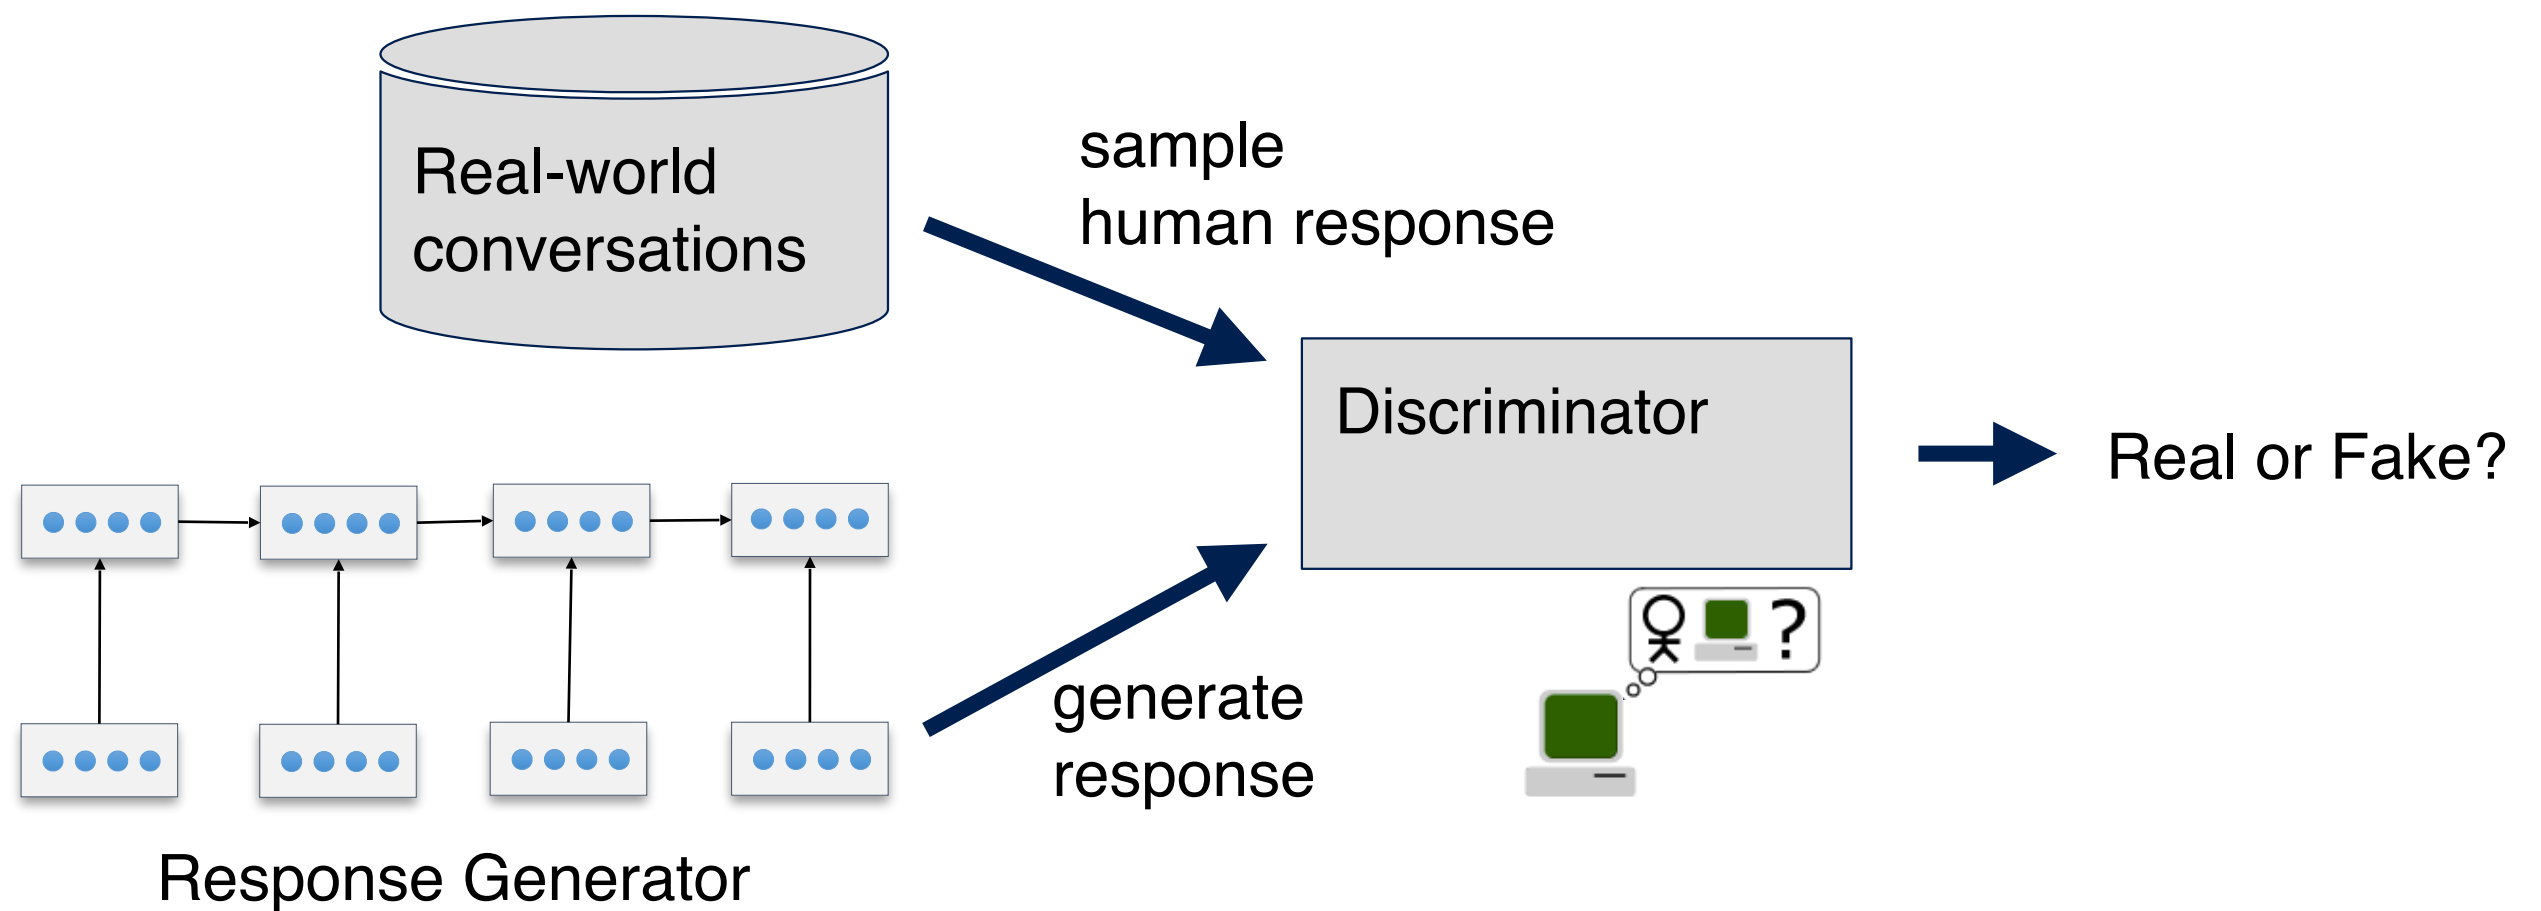 Real-world
conversations
sample
human response
Discriminator
Real or Fake?
?
generate
response
Response Generator